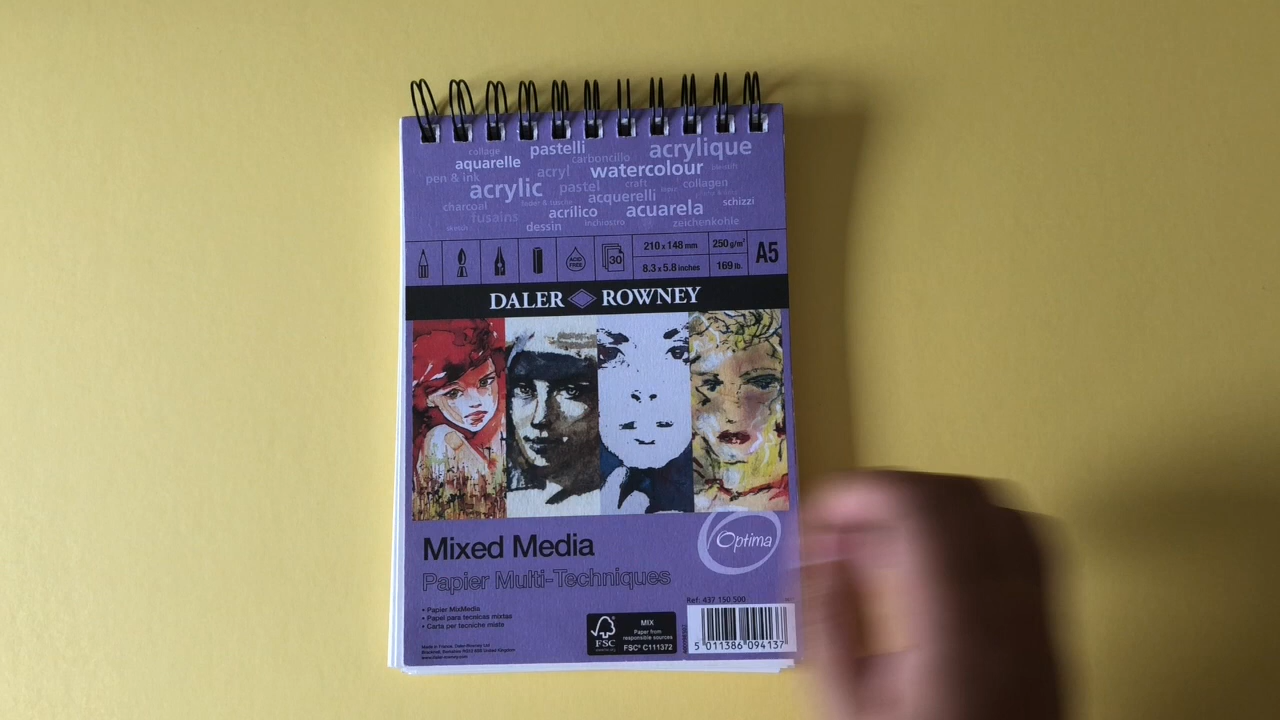 collage pastelli acrylique
aquarelle carboncillo
pen & ink acryl watercolour
acrylic pastel craft collagen
charcoal acquerelli schizzi
fusains acrilico acuarela
dessin inchiostro zeichenkohle
ACID FREE
30
210 x 148 mm
8.3 x 5.8 inches
250 g/m²
169 lb.
A5
DALER ROWNEY
Optima
Mixed Media
Papier Multi-Techniques
• Papier MixMedia
• Papel para tecnicas mixtas
• Carta per tecniche miste
Ref: 437 150 500
MIX
Paper from
responsible sources
FSC® C111372
FSC
5 011386 094137